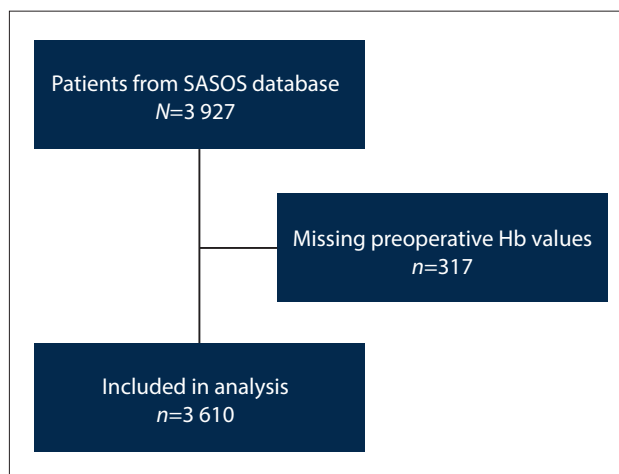 Patients from SASOS database
N=3 927
Missing preoperative Hb values
n=317
Included in analysis
n=3 610